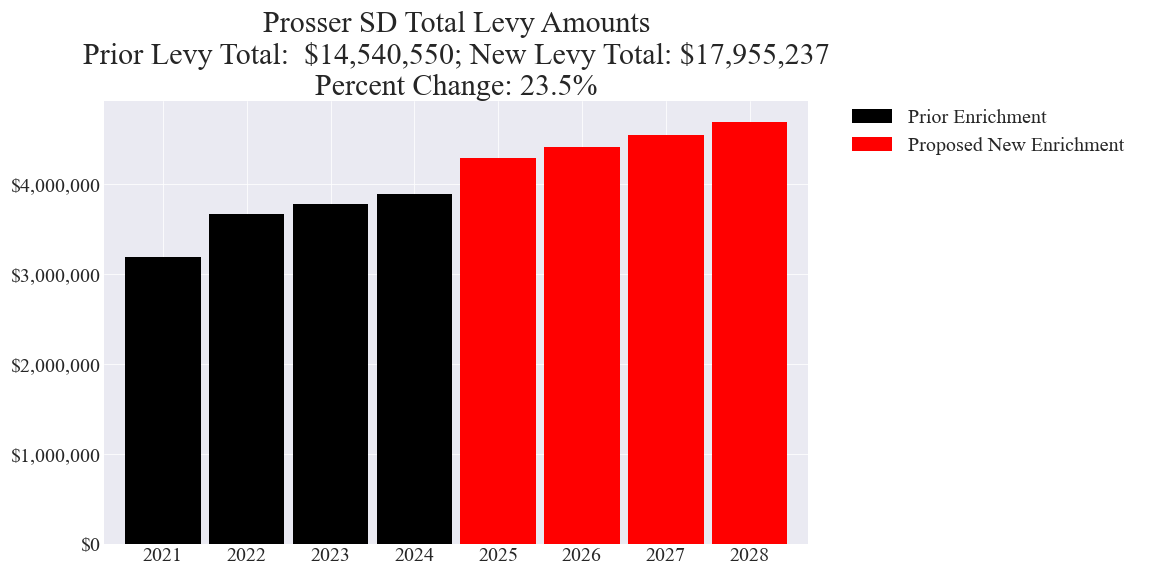 Prosser SD Total Levy Amounts
Prior Levy Total:  $14,540,550; New Levy Total: $17,955,237
Percent Change: 23.5%
Prior Enrichment
Proposed New Enrichment
$4,000,000
$3,000,000
$2,000,000
$1,000,000
$0
2021 2022 2023 2024 2025 2026 2027 2028